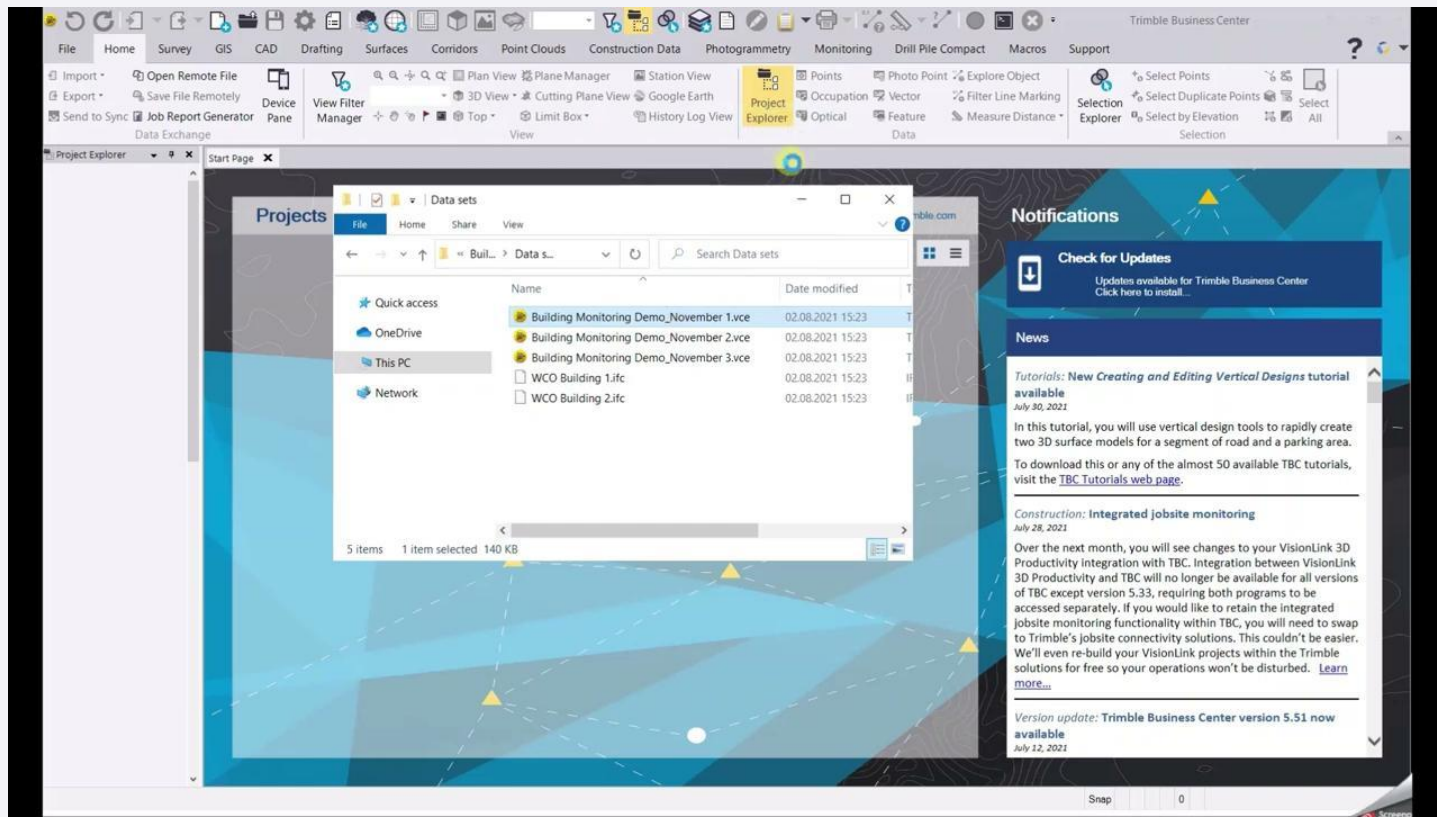 Trimble Business Center
File Home Survey GIS CAD Drafting Surfaces Corridors Point Clouds Construction Data Photogrammetry Monitoring Drill Pile Compact Macros Support
Import Open Remote File Plan View Plane Manager Station View Points Photo Point Explore Object Select Points
Export Save File Remotely Device Pane View Filter Manager 3D View Cutting Plane View Google Earth Project Explorer Occupation Vector Filter Line Marking Selection Explorer Select Duplicate Points Select All
Send to Sync Job Report Generator Top Limit Box History Log View Optical Feature Measure Distance Select by Elevation
Data Exchange View Data Selection
Project Explorer Start Page
Data sets
Projects
File Home Share View
mble.com
Buil... > Data s... Search Data sets
Name Date modified T
Quick access
OneDrive
This PC
Network
Building Monitoring Demo_November 1.vce 02.08.2021 15:23 T
Building Monitoring Demo_November 2.vce 02.08.2021 15:23 T
Building Monitoring Demo_November 3.vce 02.08.2021 15:23 T
WCO Building 1.ifc 02.08.2021 15:23 IF
WCO Building 2.ifc 02.08.2021 15:23 IF
5 items 1 item selected 140 KB
Notifications
Check for Updates
Updates available for Trimble Business Center
Click here to install...
News
Tutorials: New Creating and Editing Vertical Designs tutorial
available
July 30, 2021
In this tutorial, you will use vertical design tools to rapidly create
two 3D surface models for a segment of road and a parking area.
To download this or any of the almost 50 available TBC tutorials,
visit the TBC Tutorials web page.
Construction: Integrated jobsite monitoring
July 28, 2021
Over the next month, you will see changes to your VisionLink 3D
Productivity integration with TBC. Integration between VisionLink
3D Productivity and TBC will no longer be available for all versions
of TBC except version 5.33, requiring both programs to be
accessed separately. If you would like to retain the integrated
jobsite monitoring functionality within TBC, you will need to swap
to Trimble's jobsite connectivity solutions. This couldn't be easier.
We'll even re-build your VisionLink projects within the Trimble
solutions for free so your operations won't be disturbed. Learn
more...
Version update: Trimble Business Center version 5.51 now
available
July 12, 2021
Snap 0